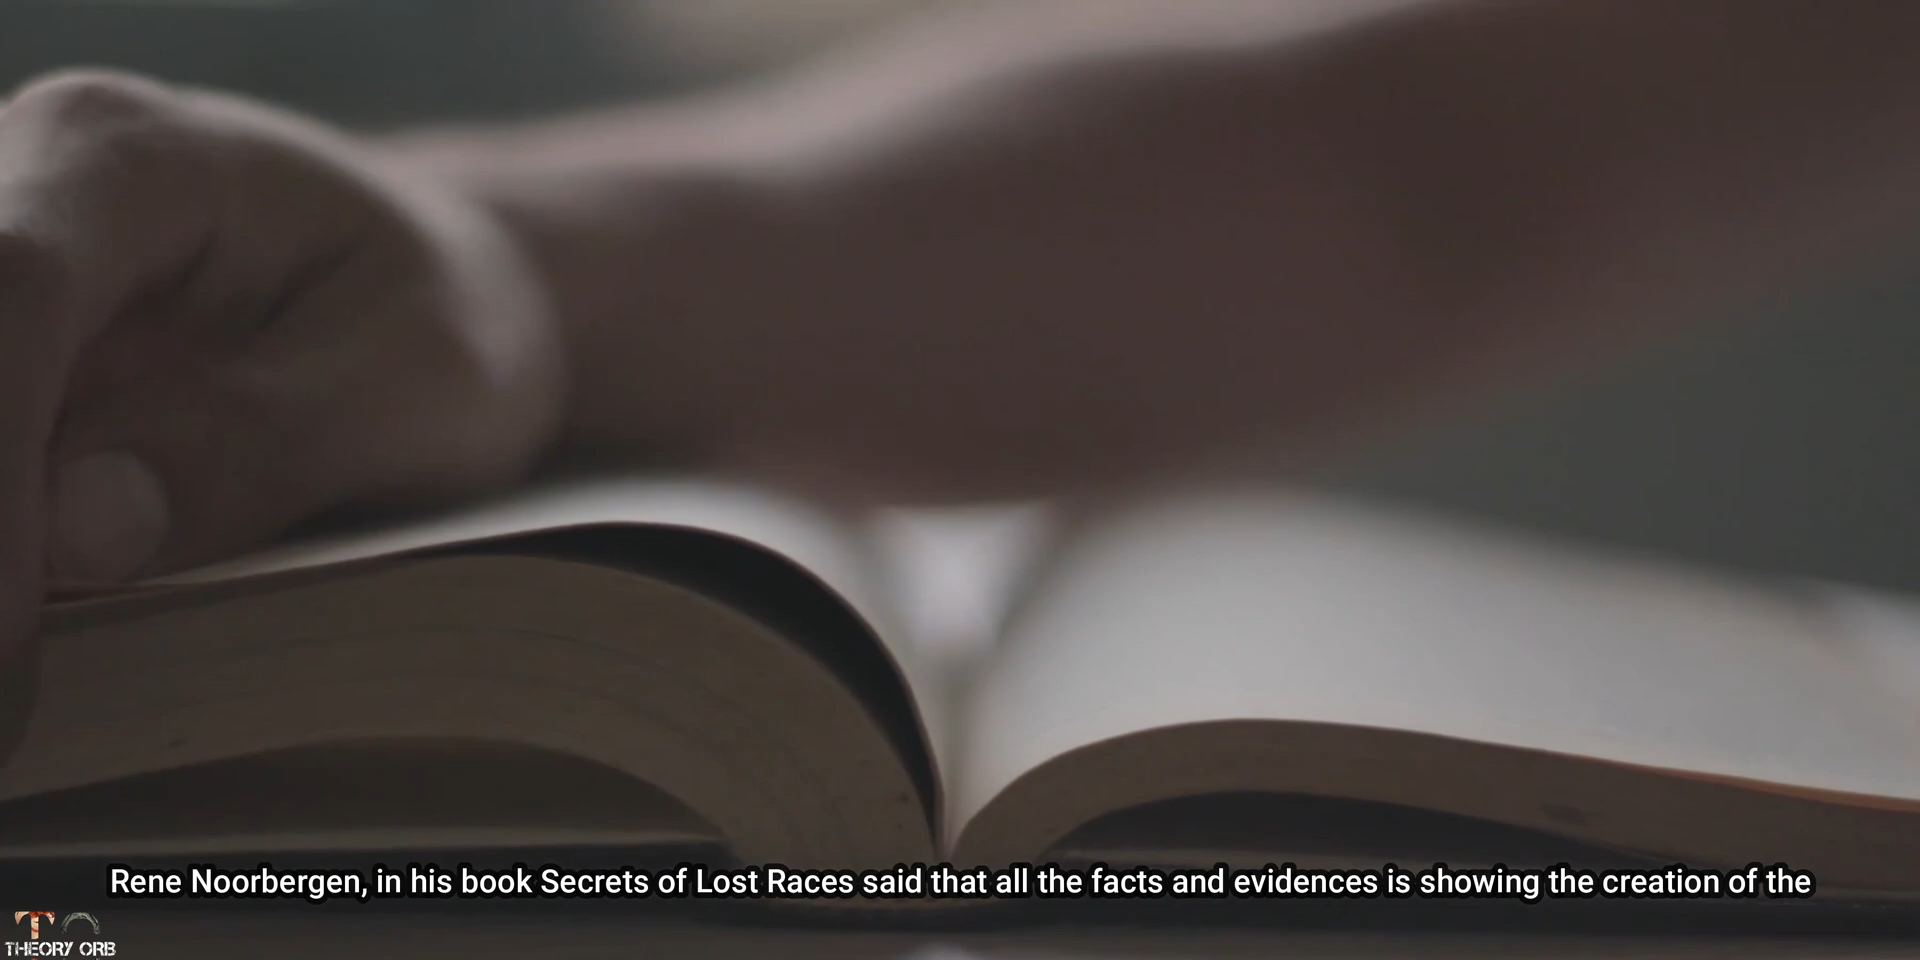 Rene Noorbergen, in his book Secrets of Lost Races said that all the facts and evidences is showing the creation of the
TO
THEORY ORB